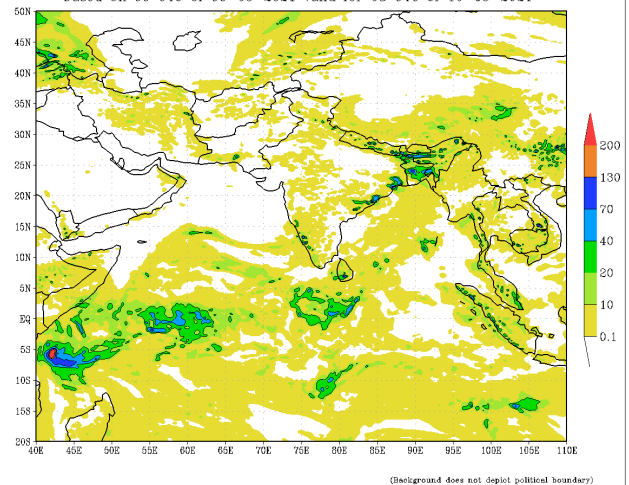 50N
45N
40N
35N
30N
25N
20N
15N
10N
5N
EQ
5S
10S
15S
20S
40E 45E 50E 55E 60E 65E 70E 75E 80E 85E 90E 95E 100E 105E 110E
200
130
70
40
20
10
0.1
(Background does not depict political boundary)